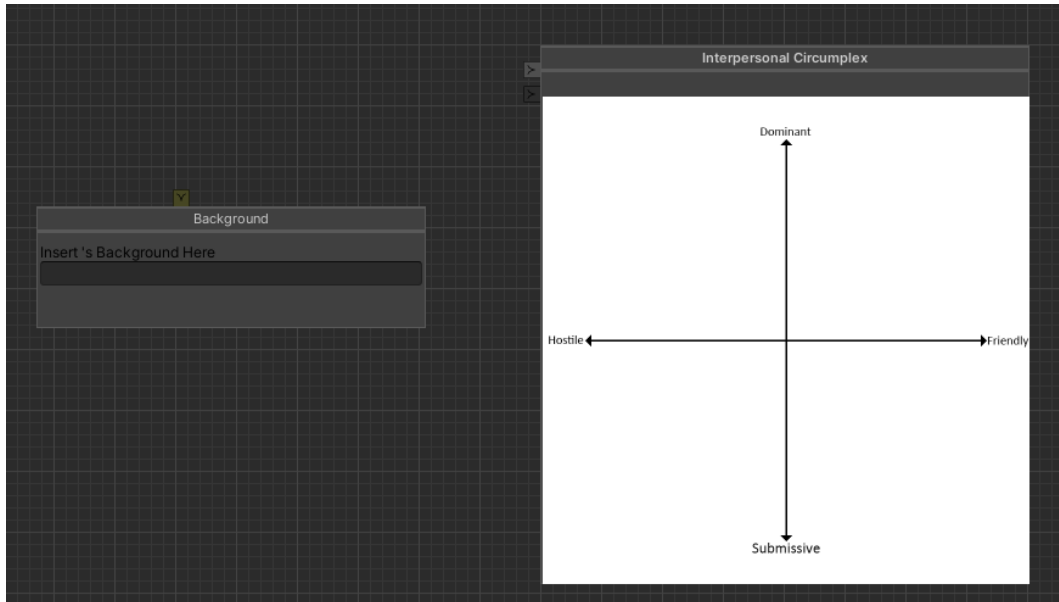 Background
Insert 's Background Here
Interpersonal Circumplex
Dominant
Hostile
Friendly
Submissive